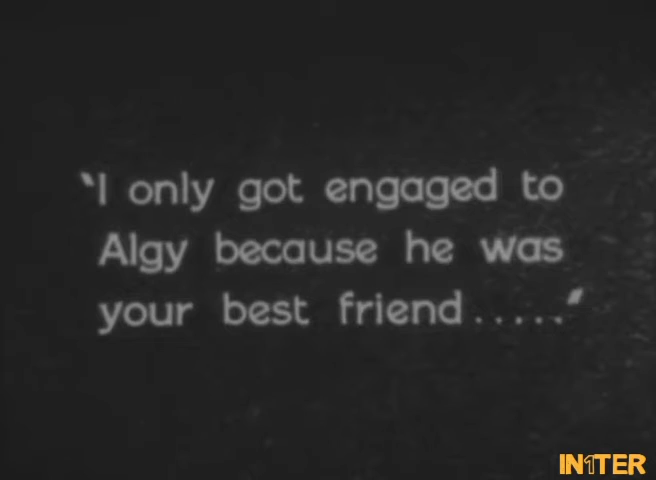 "I only got engaged to
Algy because he was
your best friend....."
IN1TER